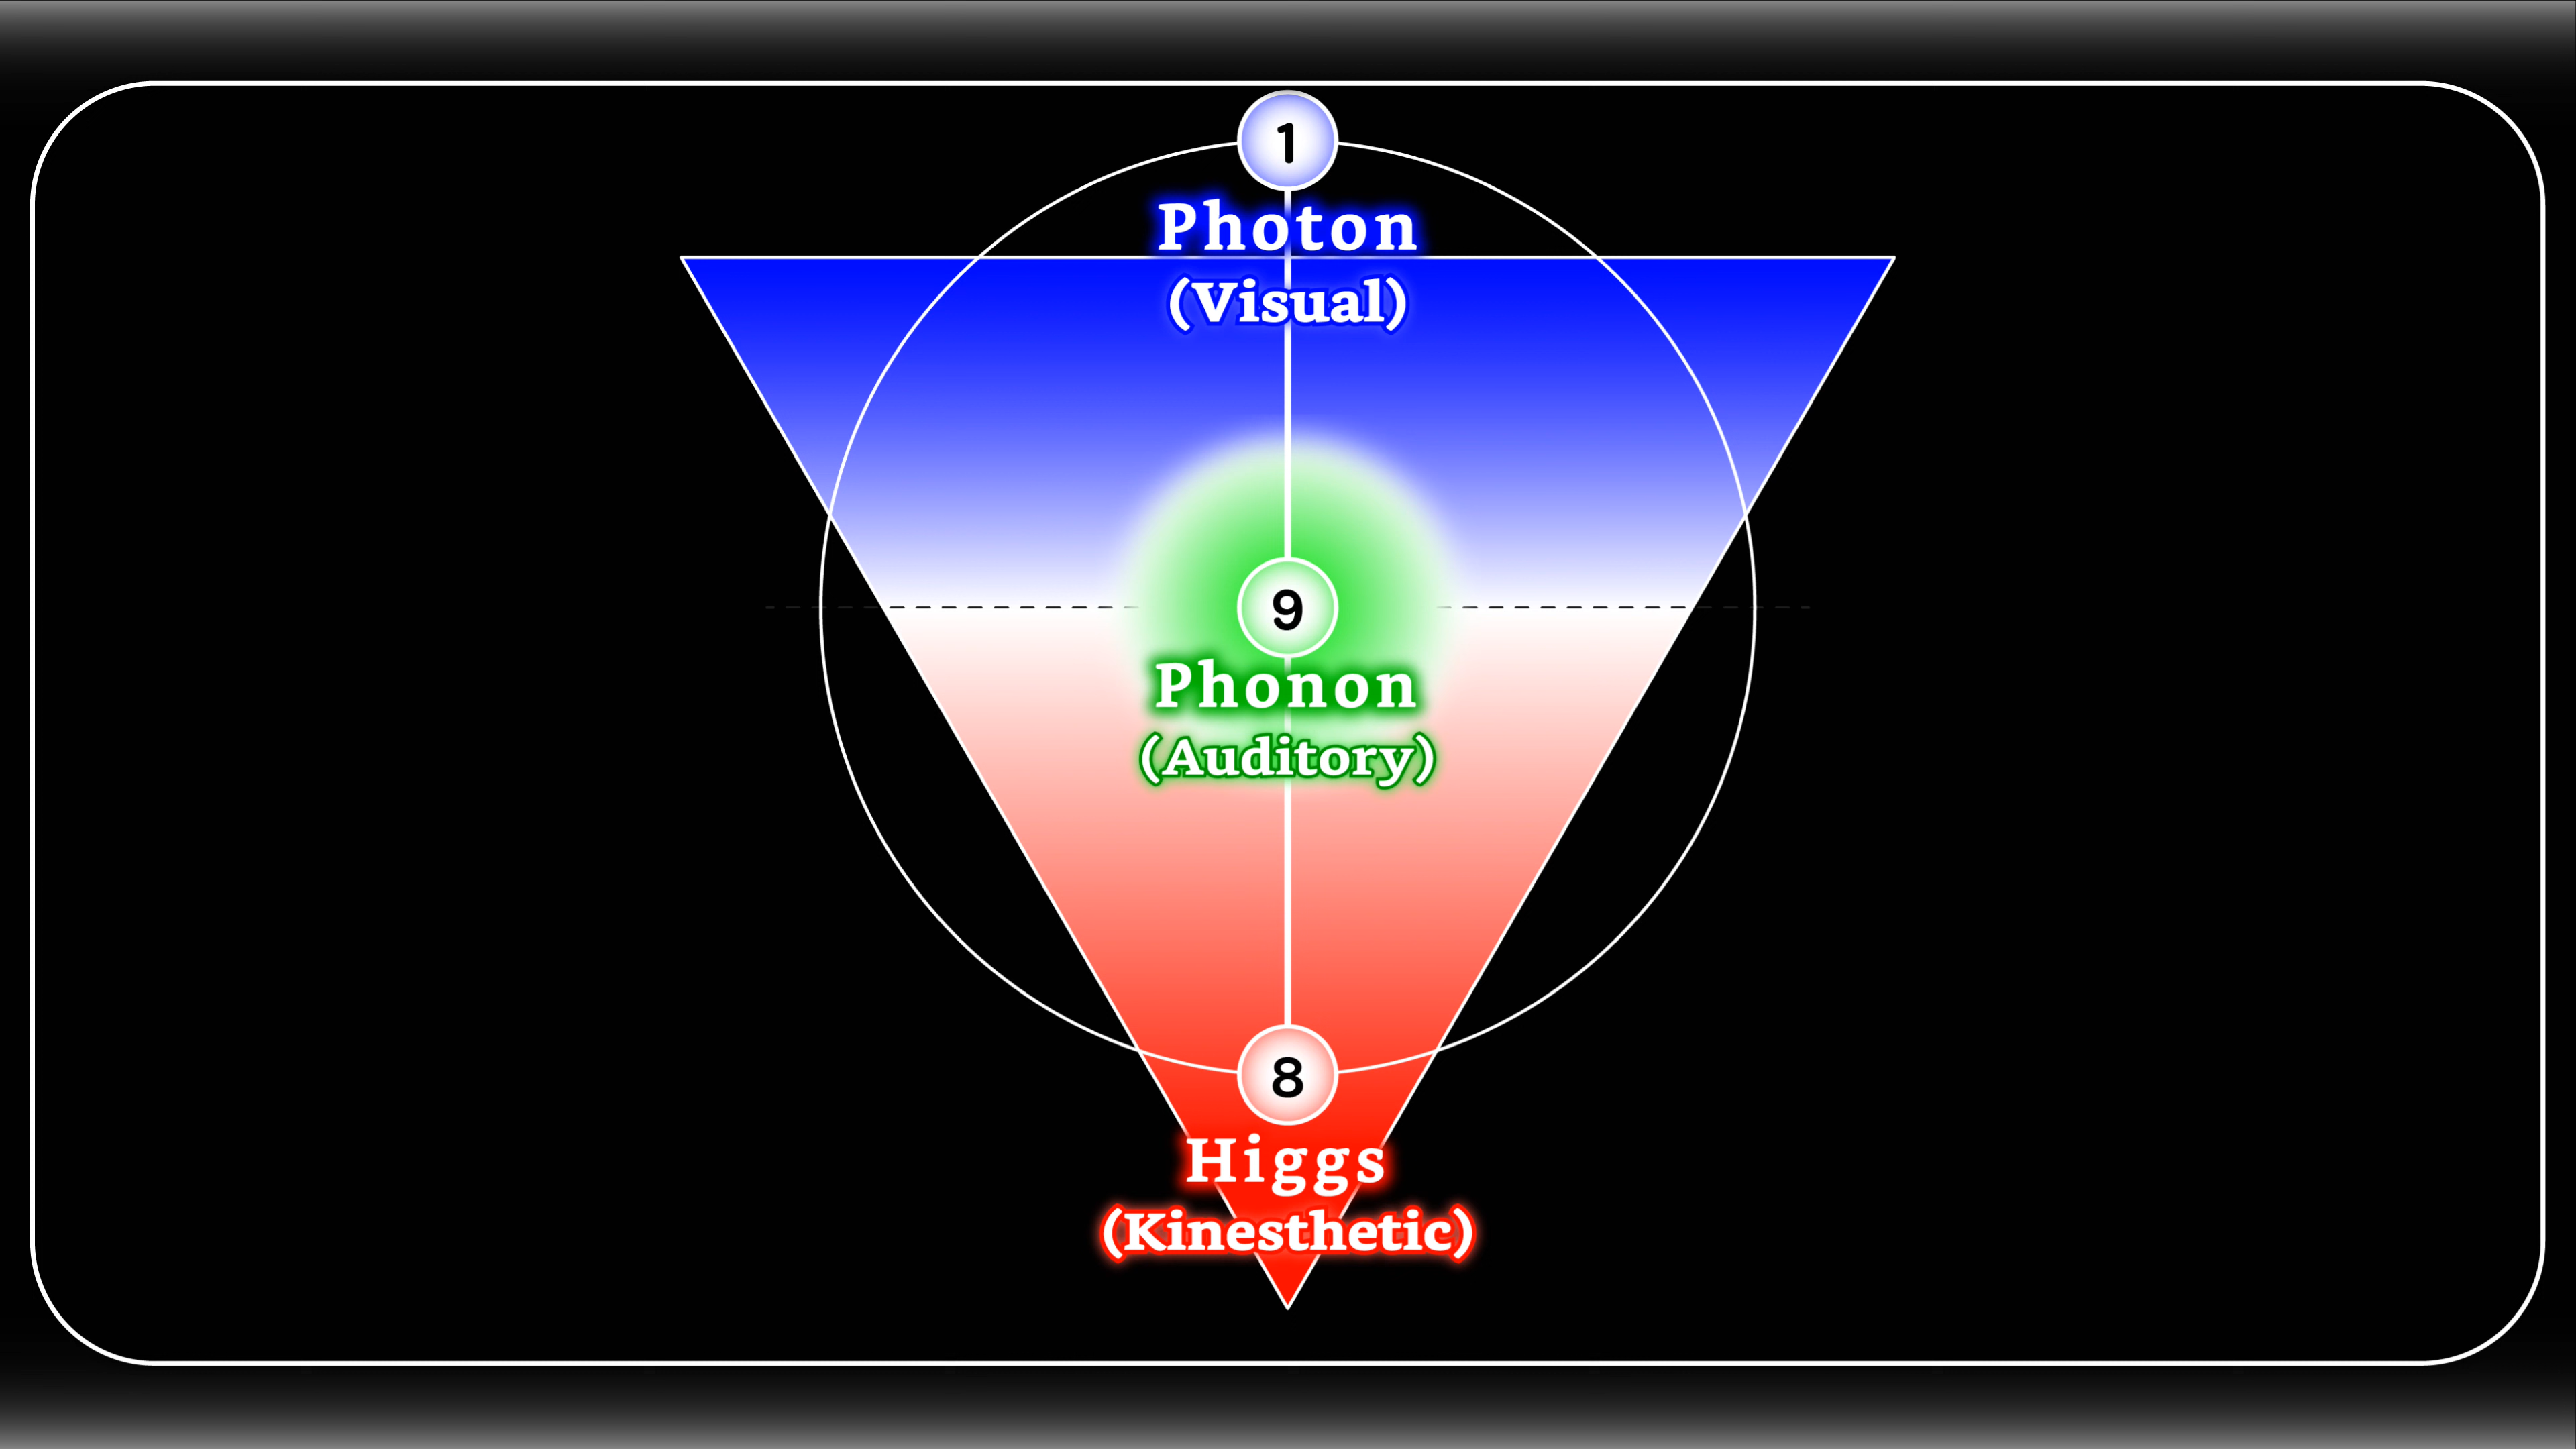 1
Photon
(Visual)
9
Phonon
(Auditory)
8
Higgs
(Kinesthetic)